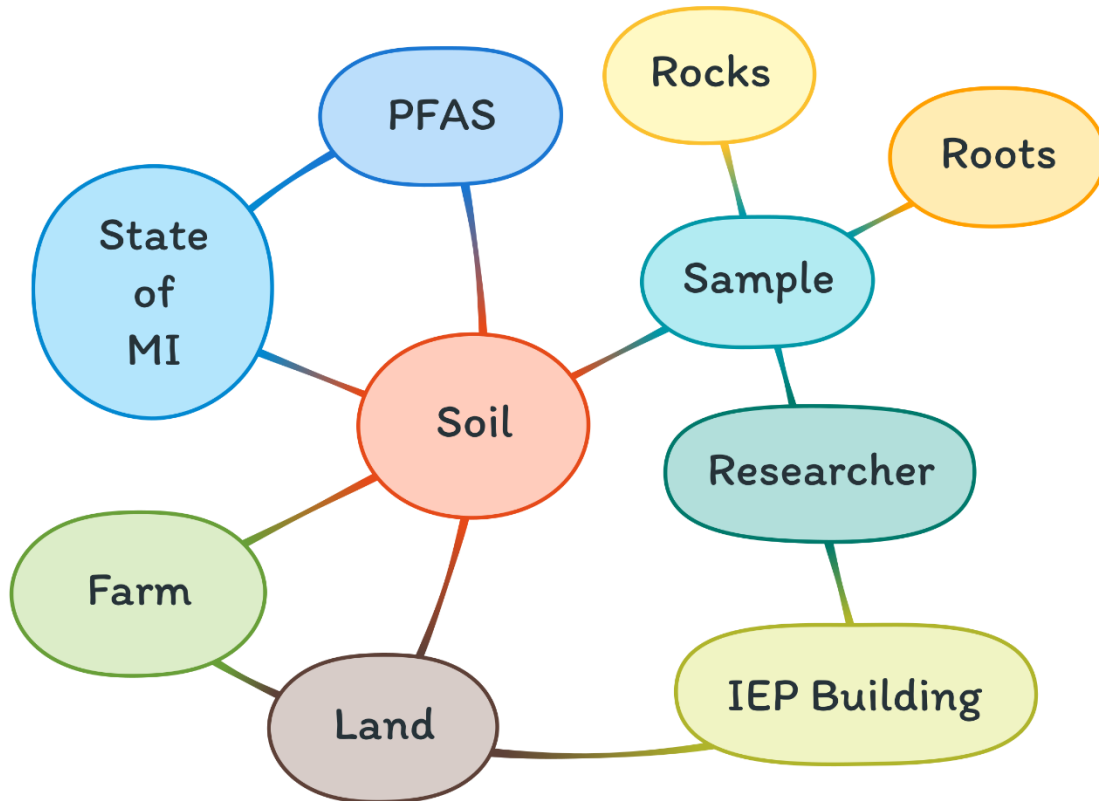 Rocks
PFAS
Roots
State
of
MI
Sample
Soil
Researcher
Farm
IEP Building
Land